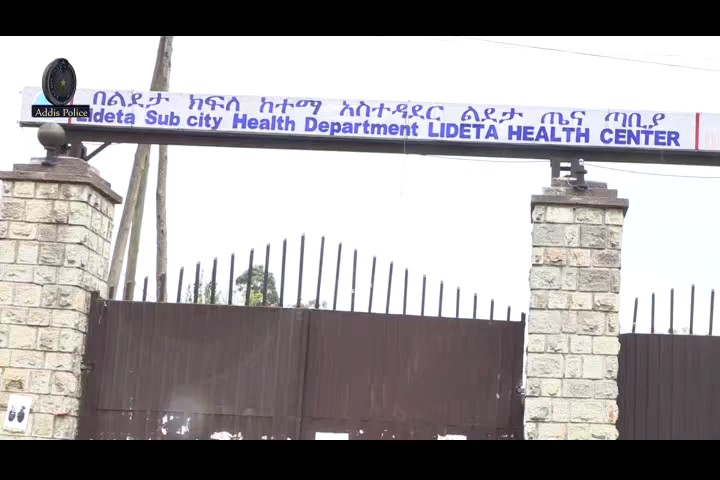 Addis Police
በልደታ ክፍለ ከተማ አስተዳደር ልደታ ጤና ጣቢያ
Lideta Sub city Health Department LIDETA HEALTH CENTER